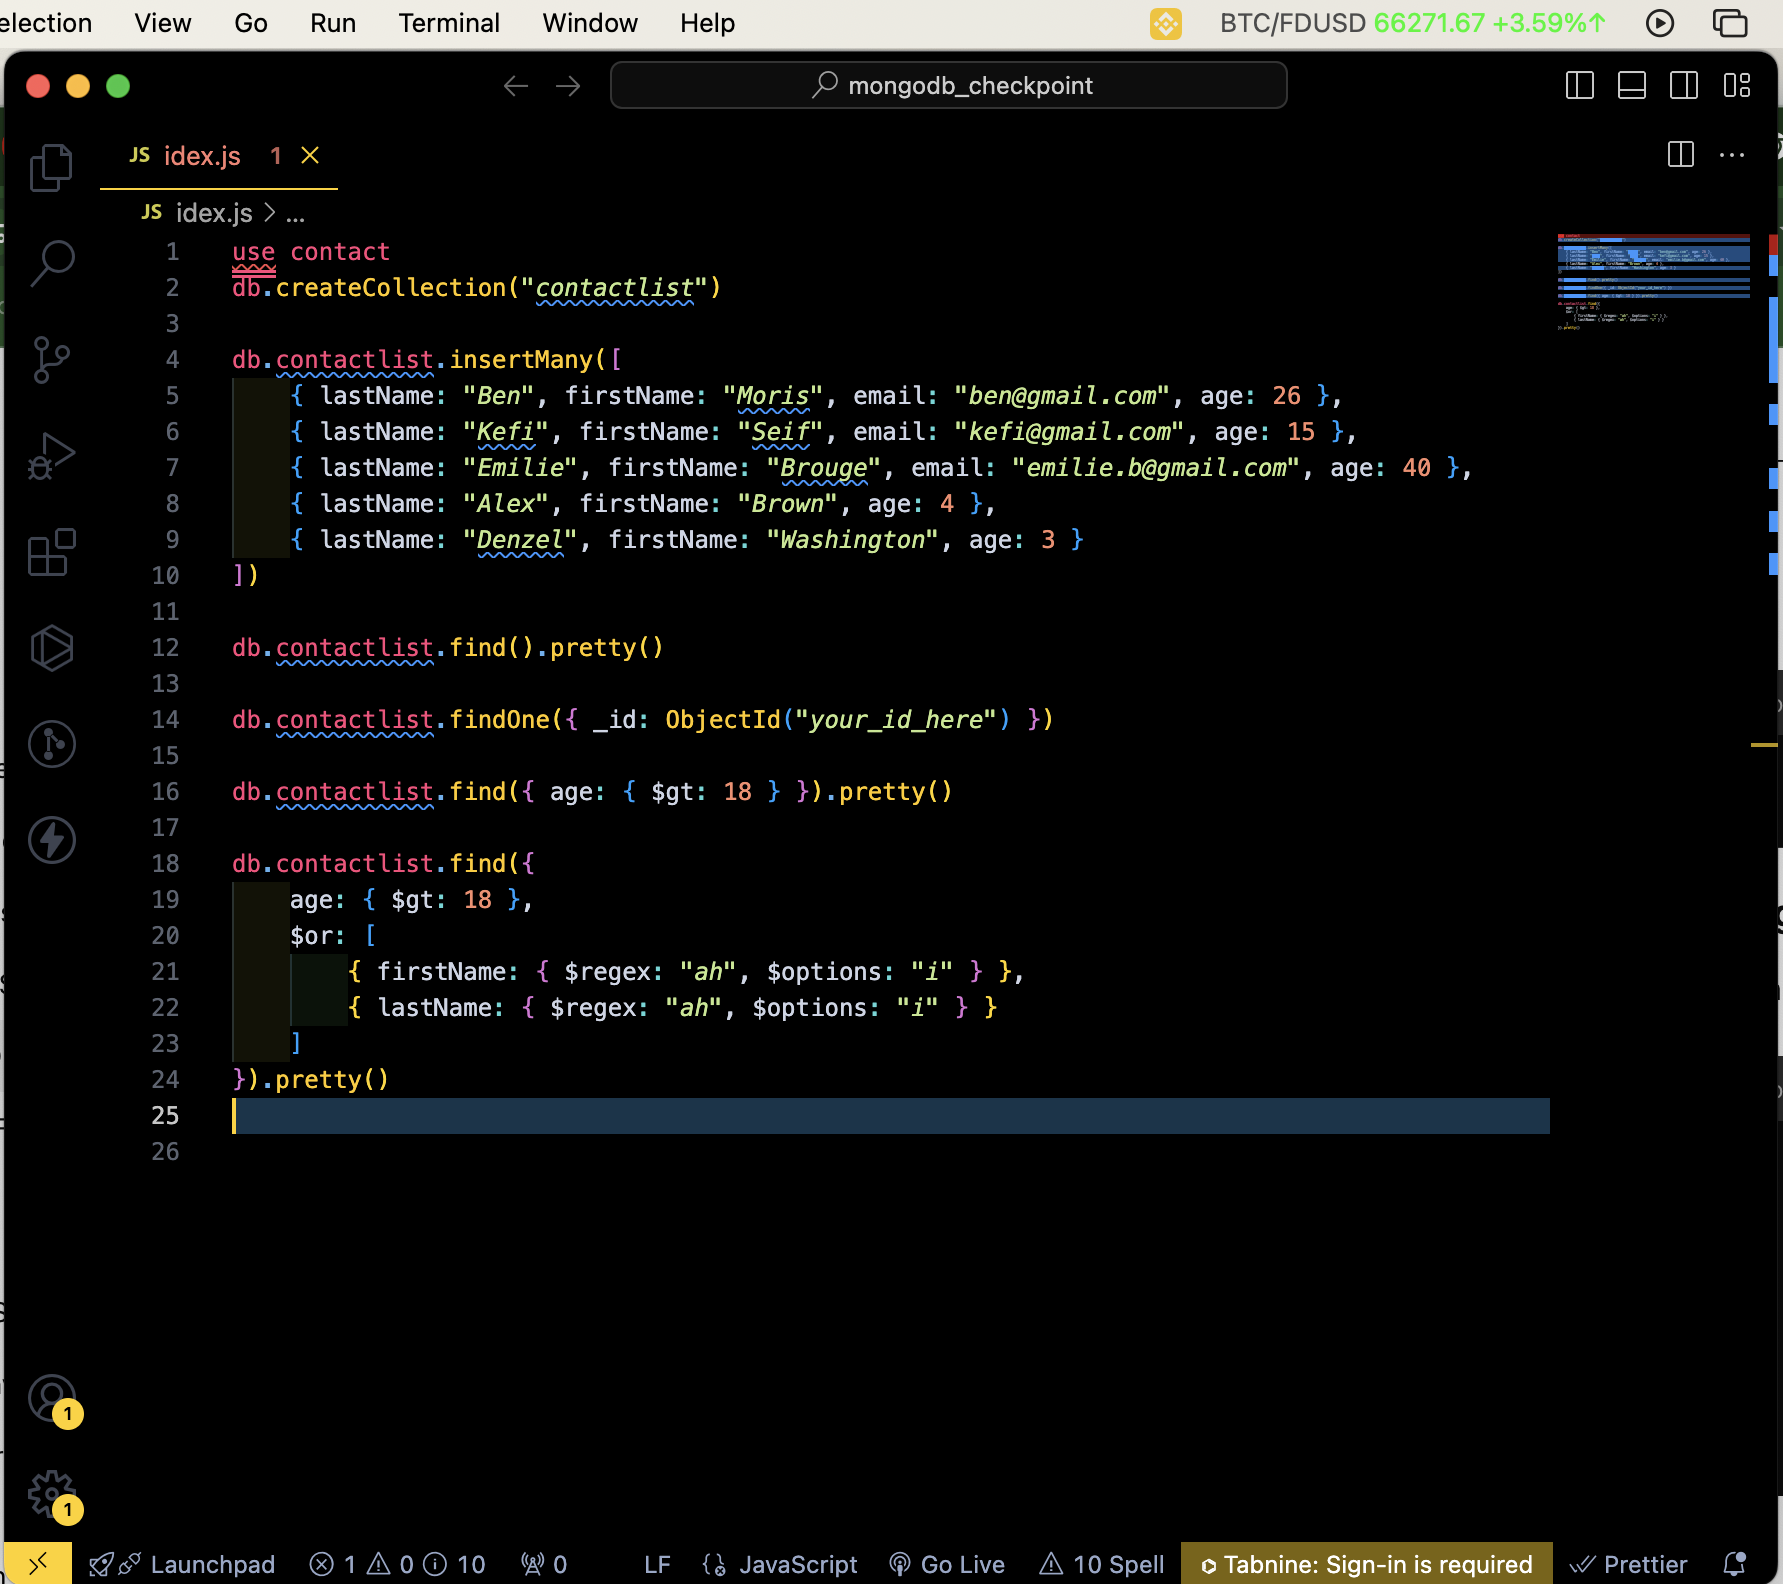 election View Go Run Terminal Window Help BTC/FDUSD 66271.67 +3.59%↑
mongodb_checkpoint
JS idex.js 1
JS idex.js > ...
1 use contact
2 db.createCollection("contactlist")
3
4 db.contactlist.insertMany([
5 { lastName: "Ben", firstName: "Moris", email: "ben@gmail.com", age: 26 },
6 { lastName: "Kefi", firstName: "Seif", email: "kefi@gmail.com", age: 15 },
7 { lastName: "Emilie", firstName: "Brouge", email: "emilie.b@gmail.com", age: 40 },
8 { lastName: "Alex", firstName: "Brown", age: 4 },
9 { lastName: "Denzel", firstName: "Washington", age: 3 }
10 ])
11
12 db.contactlist.find().pretty()
13
14 db.contactlist.findOne({ _id: ObjectId("your_id_here") })
15
16 db.contactlist.find({ age: { $gt: 18 } }).pretty()
17
18 db.contactlist.find({
19 age: { $gt: 18 },
20 $or: [
21 { firstName: { $regex: "ah", $options: "i" } },
22 { lastName: { $regex: "ah", $options: "i" } }
23 ]
24 }).pretty()
25
26
1
1
Launchpad 1 0 10 0 LF JavaScript Go Live 10 Spell Tabnine: Sign-in is required Prettier